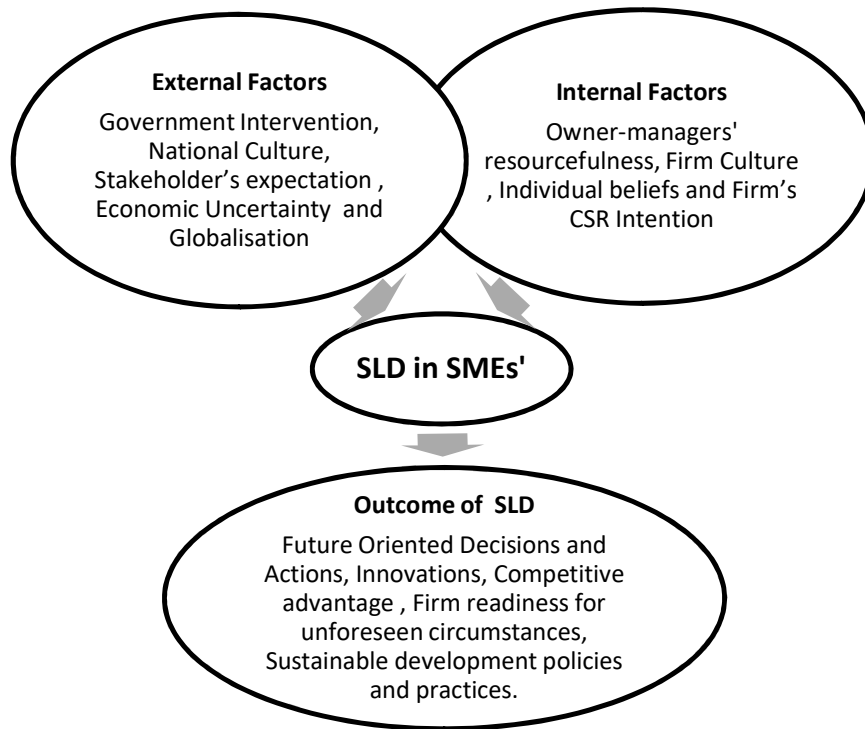 External Factors
Government Intervention,
National Culture,
Stakeholder’s expectation ,
Economic Uncertainty and
Globalisation
Internal Factors
Owner-managers'
resourcefulness, Firm Culture
, Individual beliefs and Firm’s
CSR Intention
SLD in SMEs'
Outcome of SLD
Future Oriented Decisions and
Actions, Innovations, Competitive
advantage , Firm readiness for
unforeseen circumstances,
Sustainable development policies
and practices.